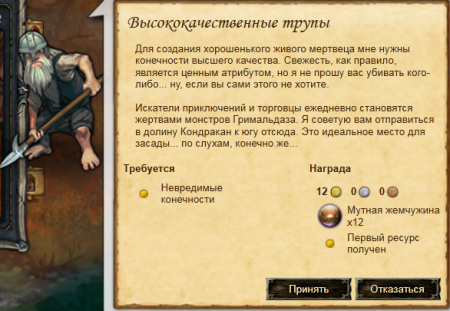 Высококачественные трупы
Для создания хорошенького живого мертвеца мне нужны
конечности высшего качества. Свежесть, как правило,
является ценным атрибутом, но я не прошу вас убивать кого-
либо... ну, если вы сами этого не хотите.
Искатели приключений и торговцы ежедневно становятся
жертвами монстров Гримальдаза. Я советую вам отправиться
в долину Кондракан к югу отсюда. Это идеальное место для
засады... по слухам, конечно же...
Требуется
Невредимые
конечности
Награда
12 0 0
Мутная жемчужина
x12
Первый ресурс
получен
Принять
Отказаться